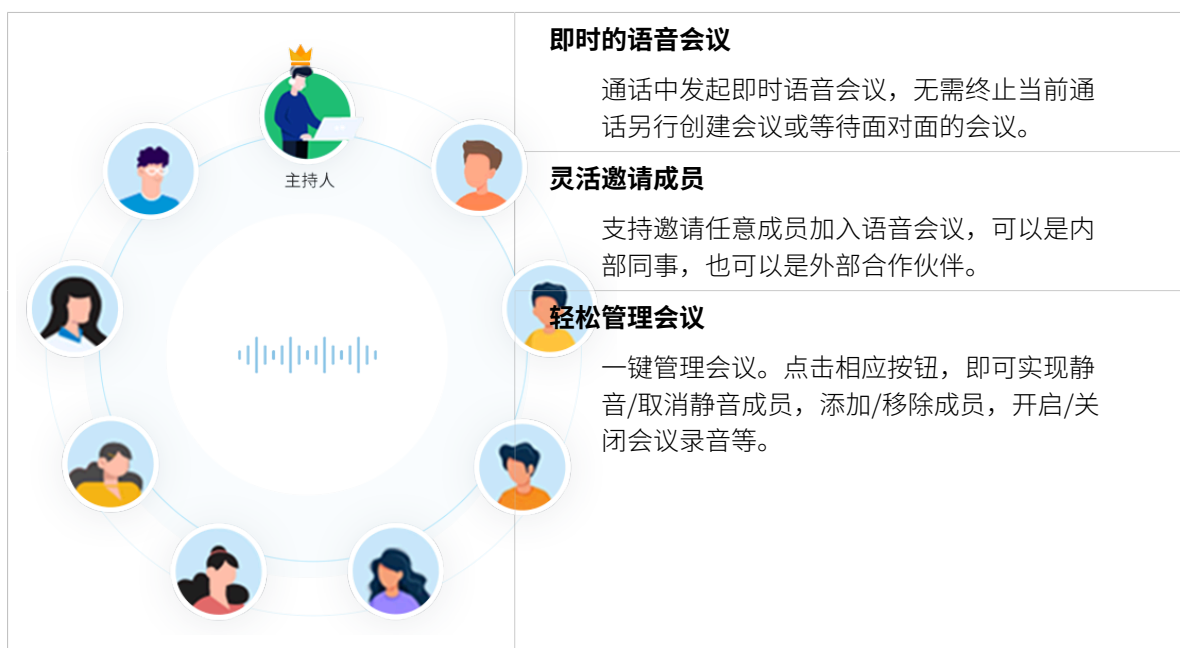 主持人
即时的语音会议
通话中发起即时语音会议，无需终止当前通
话另行创建会议或等待面对面的会议。
灵活邀请成员
支持邀请任意成员加入语音会议，可以是内
部同事，也可以是外部合作伙伴。
轻松管理会议
一键管理会议。点击相应按钮，即可实现静
音/取消静音成员，添加/移除成员，开启/关
闭会议录音等。